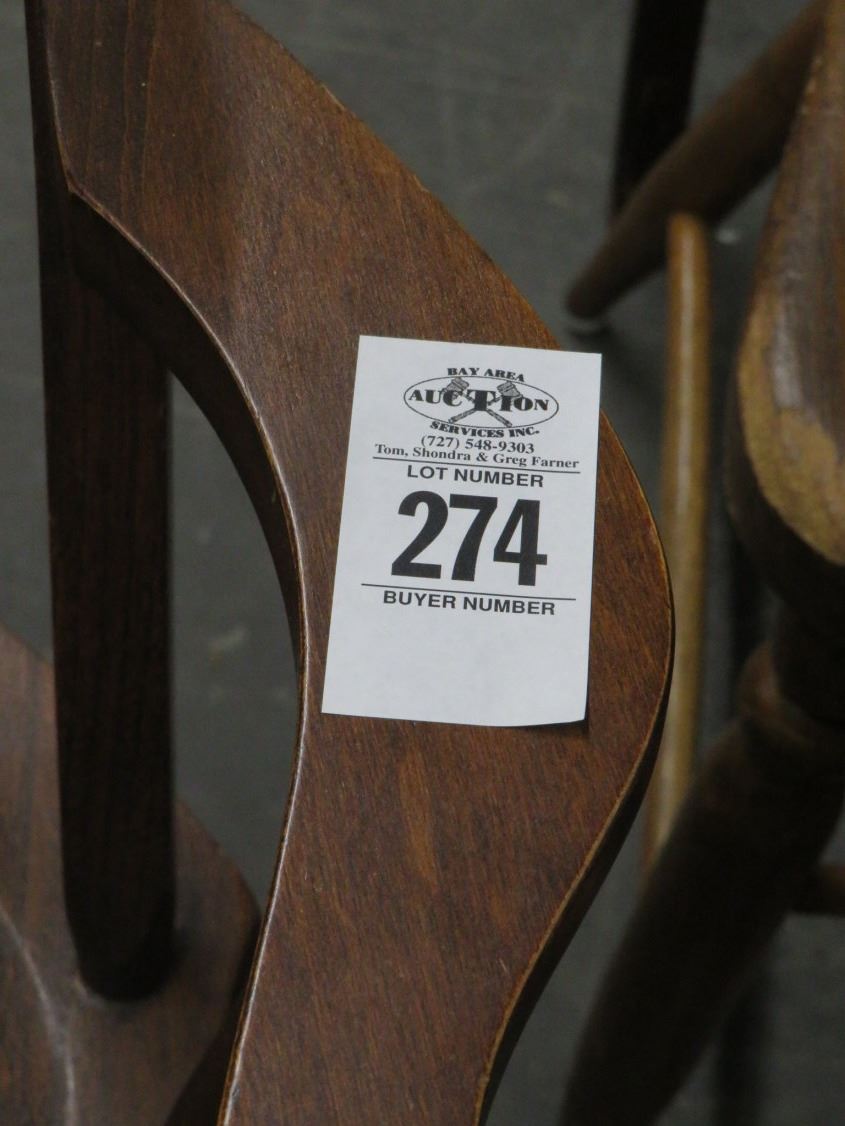 BAY AREA
AUCTION
SERVICES INC.
(727) 548-9303
Tom, Shondra & Greg Farner
LOT NUMBER
274
BUYER NUMBER